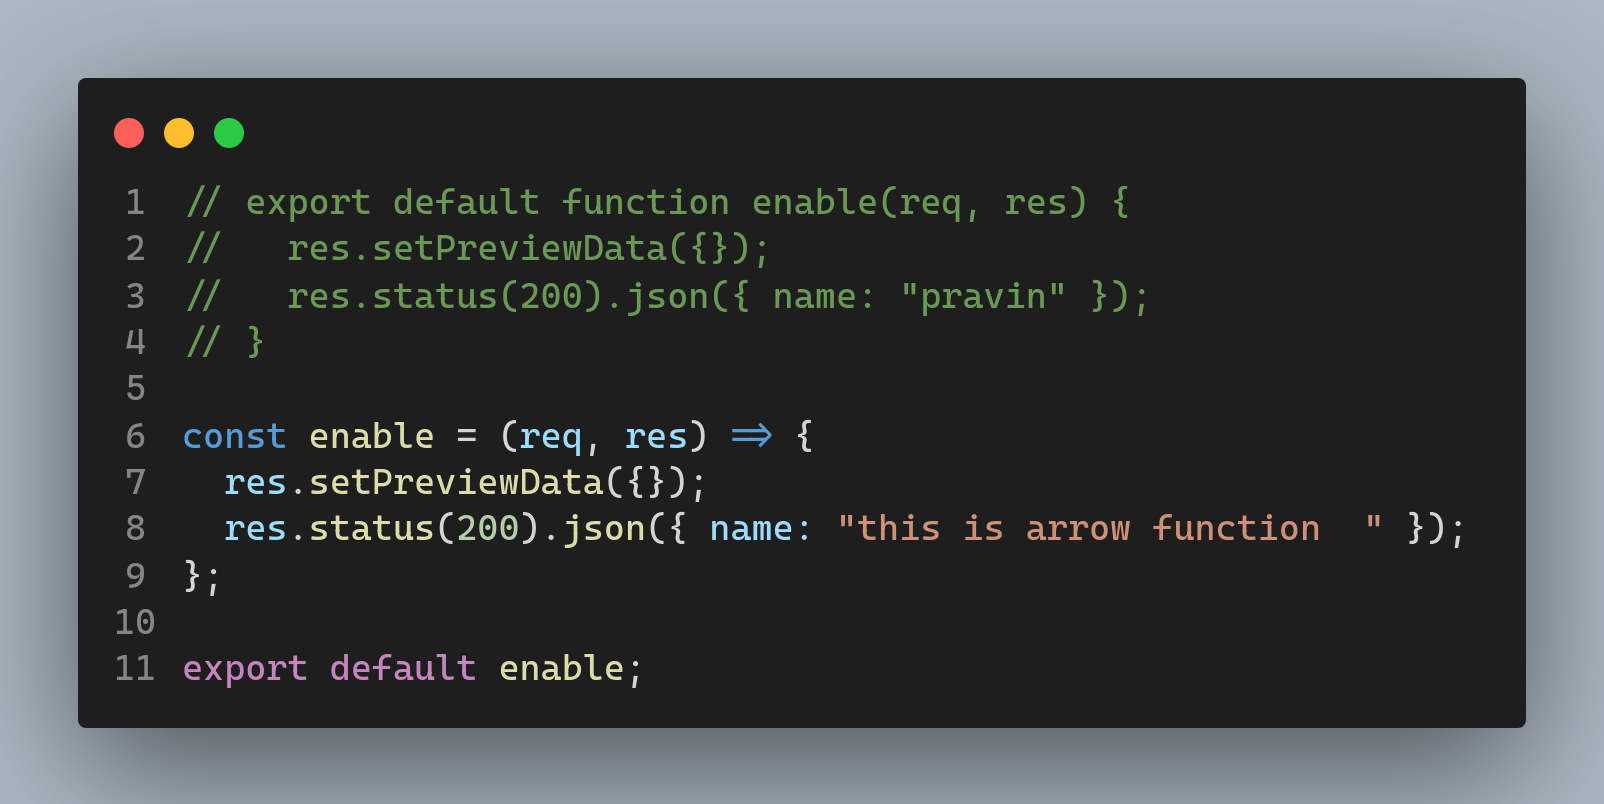 1 // export default function enable(req, res) {
2 //   res.setPreviewData({});
3 //   res.status(200).json({ name: "pravin" });
4 // }
5
6 const enable = (req, res) => {
7   res.setPreviewData({});
8   res.status(200).json({ name: "this is arrow function  " });
9 };
10
11 export default enable;